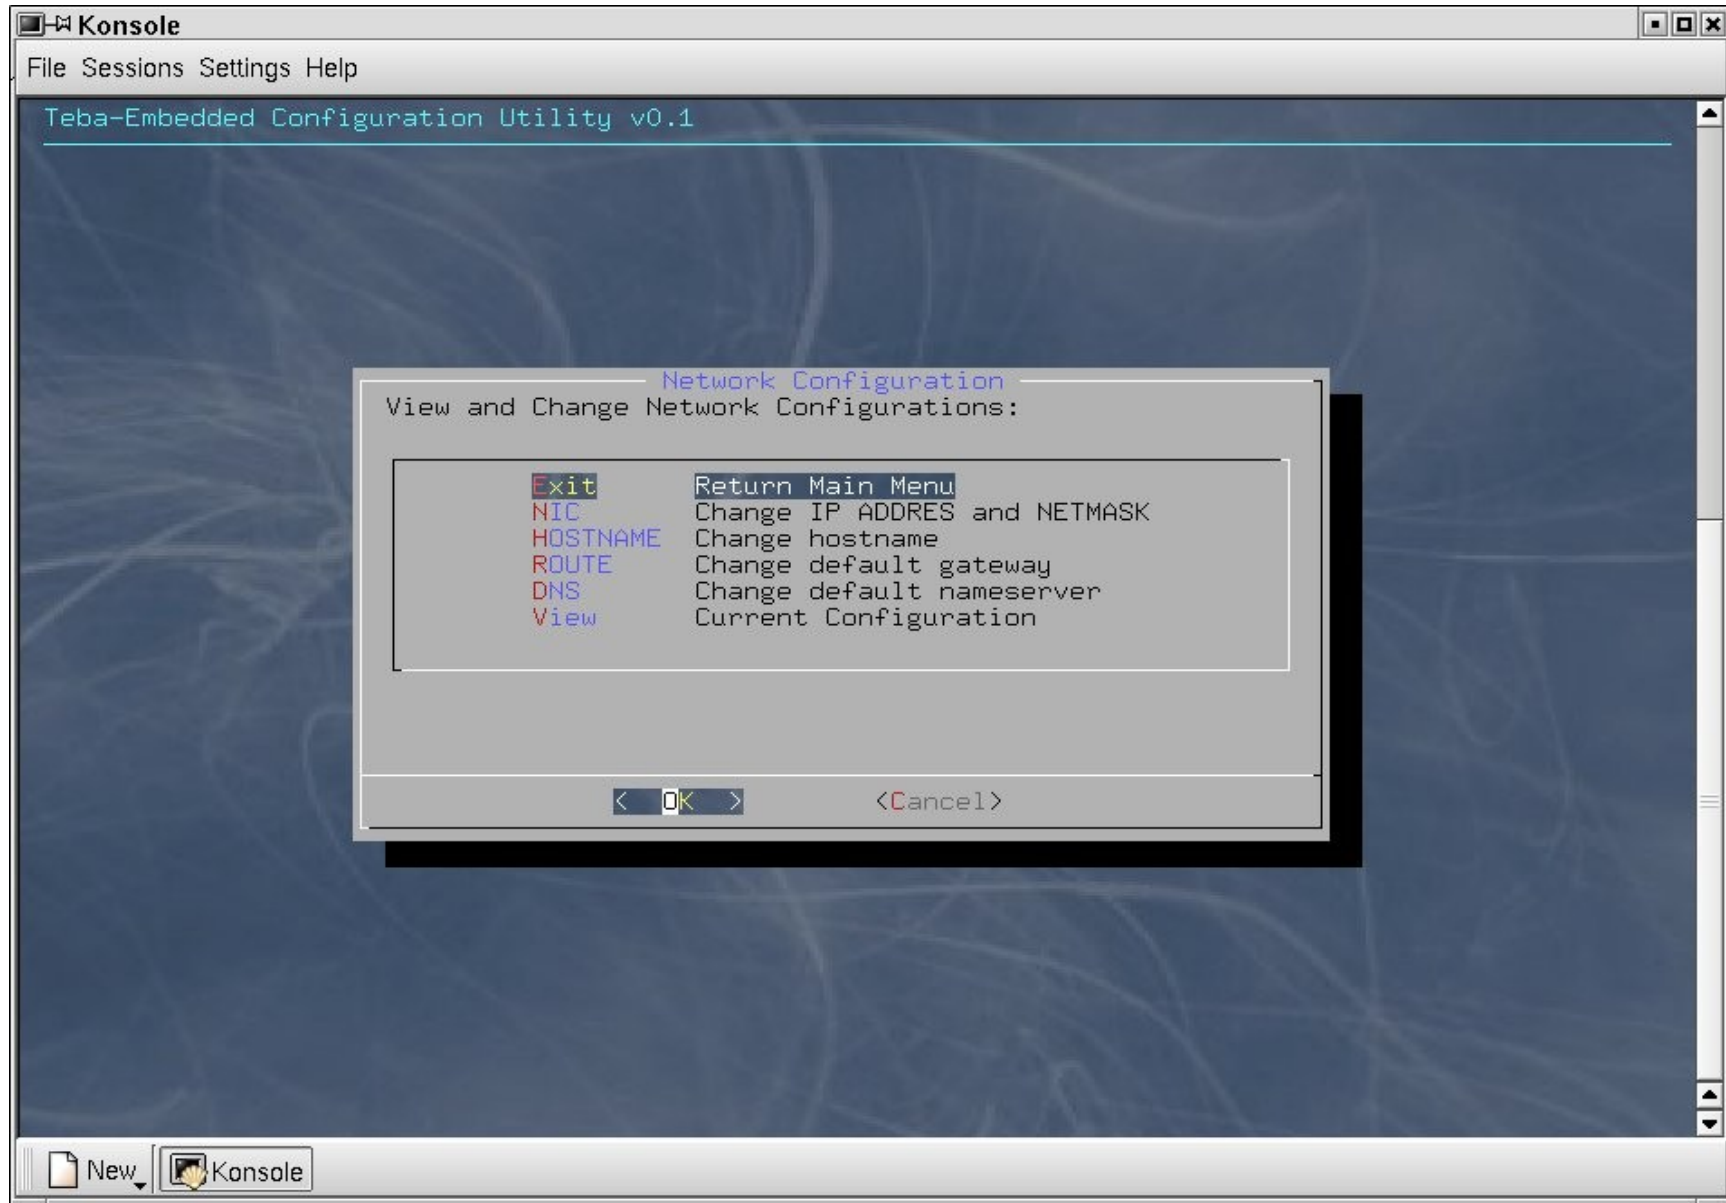 Konsole
File Sessions Settings Help
Teba-Embedded Configuration Utility v0.1
Network Configuration
View and Change Network Configurations:
Exit Return Main Menu
NIC Change IP ADDRES and NETMASK
HOSTNAME Change hostname
ROUTE Change default gateway
DNS Change default nameserver
View Current Configuration
< OK > <Cancel>
New Konsole